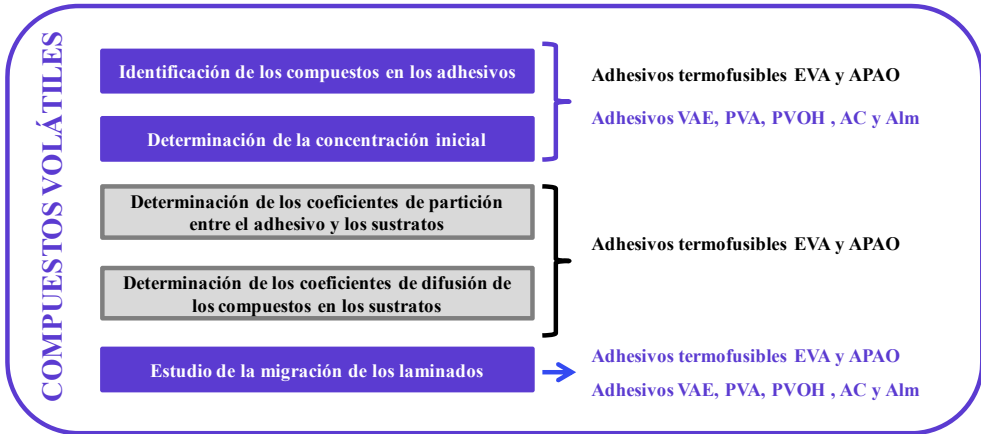 COMPUESTOS VOLÁTILES
Identificación de los compuestos en los adhesivos
Determinación de la concentración inicial
Adhesivos termofusibles EVA y APAO
Adhesivos VAE, PVA, PVOH , AC y Alm
Determinación de los coeficientes de partición
entre el adhesivo y los sustratos
Determinación de los coeficientes de difusión de
los compuestos en los sustratos
Adhesivos termofusibles EVA y APAO
Estudio de la migración de los laminados
Adhesivos termofusibles EVA y APAO
Adhesivos VAE, PVA, PVOH , AC y Alm